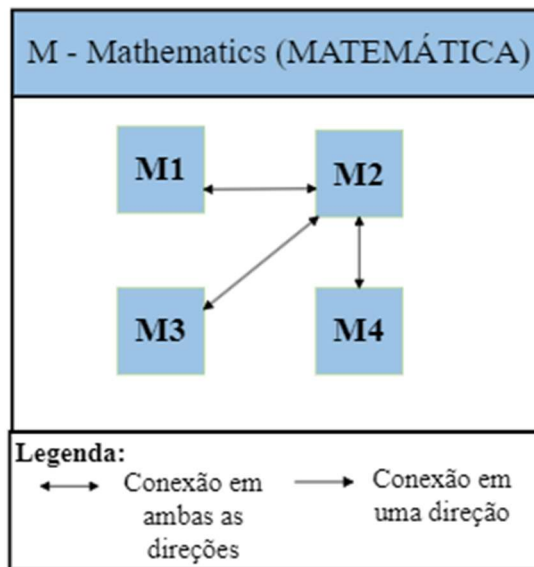 M - Mathematics (MATEMÁTICA)
M1
M2
M3
M4
Legenda:
Conexão em
ambas as
direções
Conexão em
uma direção